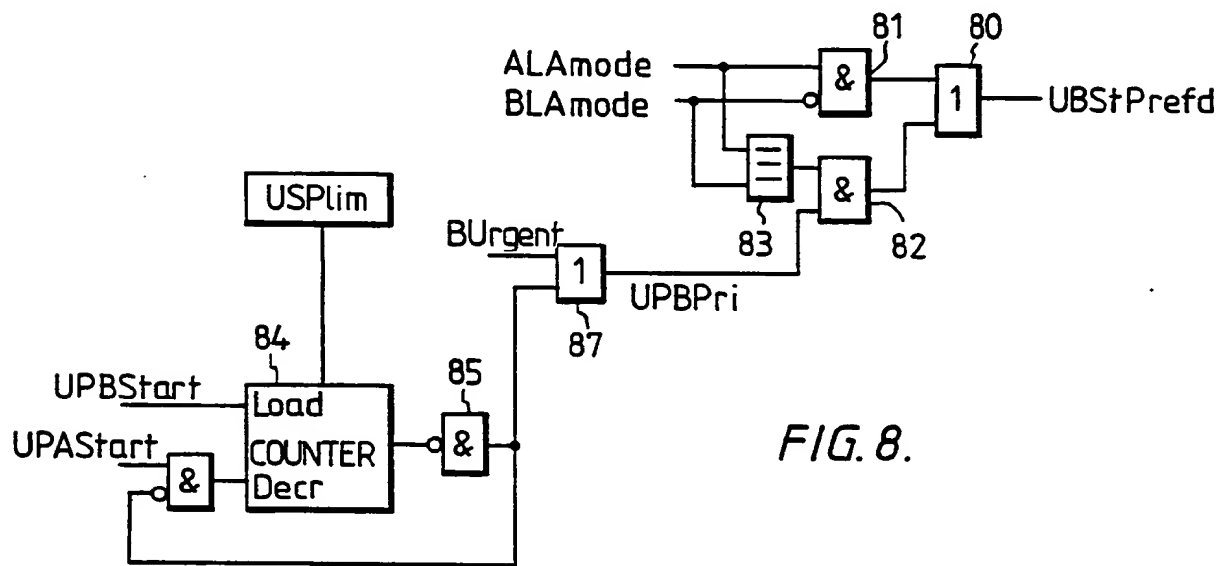 81
80
ALAmode
&
1
UBStPrefd
BLAmode
&
83
82
USPlim
BUrgent
1
UPBPri
87
84
85
UPBStart
Load
UPAStart
COUNTER
&
&
Decr
FIG. 8.